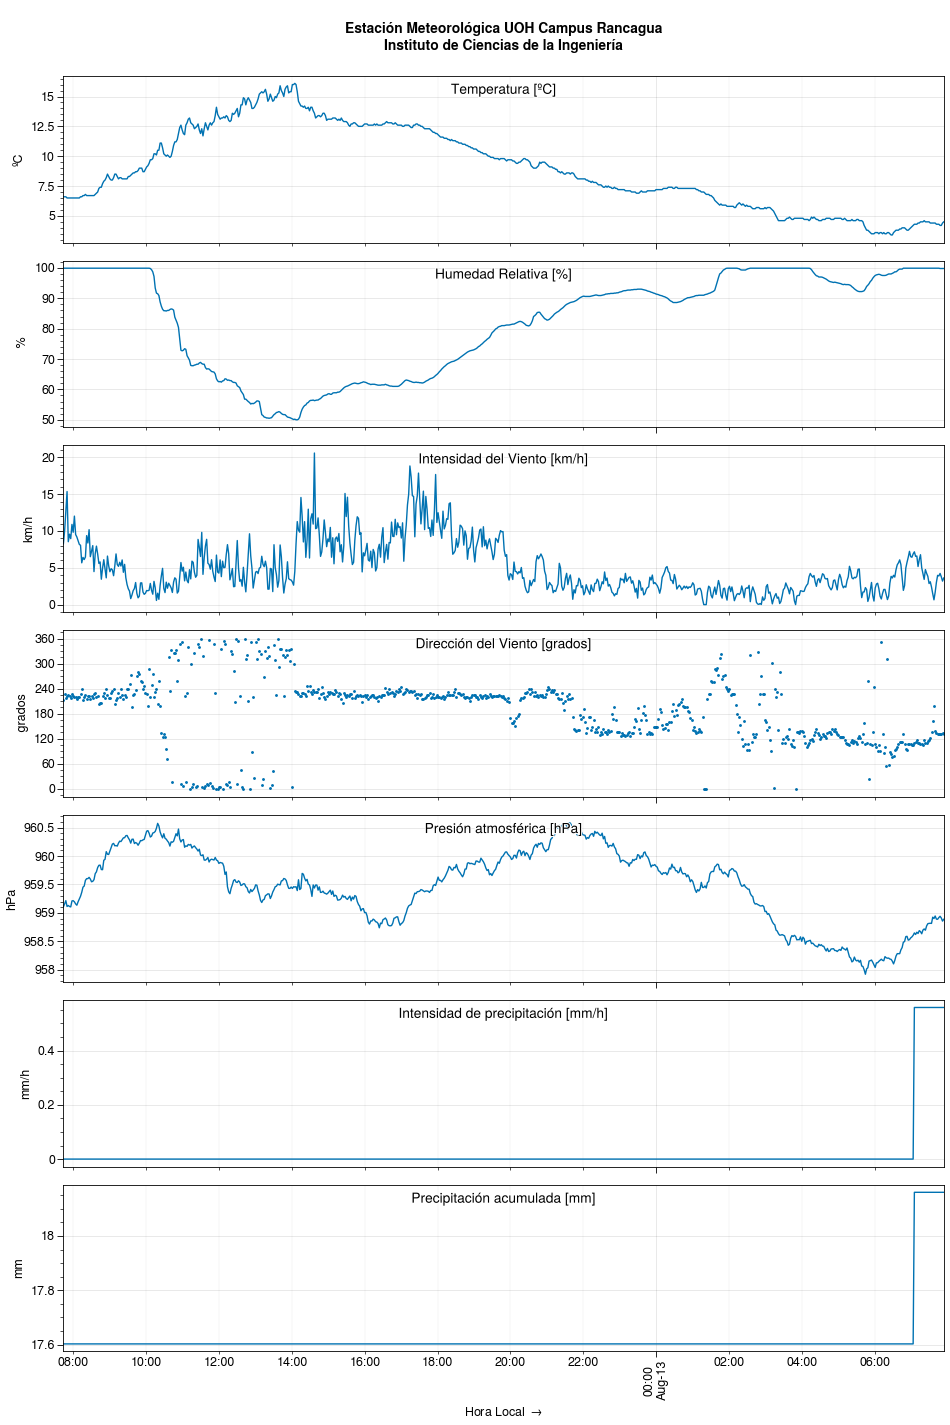 Estación Meteorológica UOH Campus Rancagua
Instituto de Ciencias de la Ingeniería
Temperatura [ºC]
15
12.5
10
7.5
5
ºC
Humedad Relativa [%]
100
90
80
70
60
50
%
Intensidad del Viento [km/h]
20
15
10
5
0
km/h
Dirección del Viento [grados]
360
300
240
180
120
60
0
grados
Presión atmosférica [hPa]
960.5
960
959.5
959
958.5
958
hPa
Intensidad de precipitación [mm/h]
0.4
0.2
0
mm/h
Precipitación acumulada [mm]
18
17.8
17.6
mm
08:00 10:00 12:00 14:00 16:00 18:00 20:00 22:00 00:00 02:00 04:00 06:00
Aug-13
Hora Local →